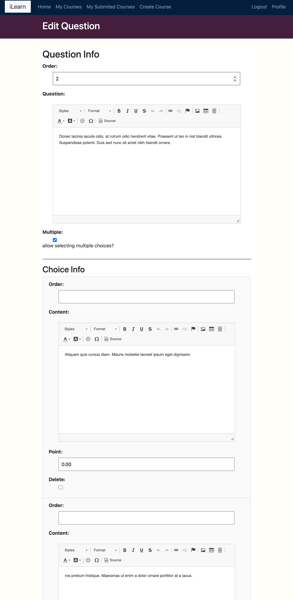 iLearn Home My Courses My Submitted Courses Create Course Logout Profile
Edit Question
Question Info
Order:
2
Question:
Styles Format B I U S
A A Ω Source
Donec lacinia iaculis odio, at rutrum odio hendrerit vitae. Praesent ut leo in nisl blandit ultrices.
Suspendisse potenti. Duis sed nunc sit amet nibh blandit ornare.
Multiple:
allow selecting multiple choices?
Choice Info
Order:
Content:
Styles Format B I U S
A A Ω Source
Aliquam quis cursus diam. Mauris molestie laoreet ipsum eget dignissim.
Point:
0.00
Delete:
Order:
Content:
Styles Format B I U S
A A Ω Source
ros pretium tristique. Maecenas ut enim a dolor ornare porttitor at a lacus.